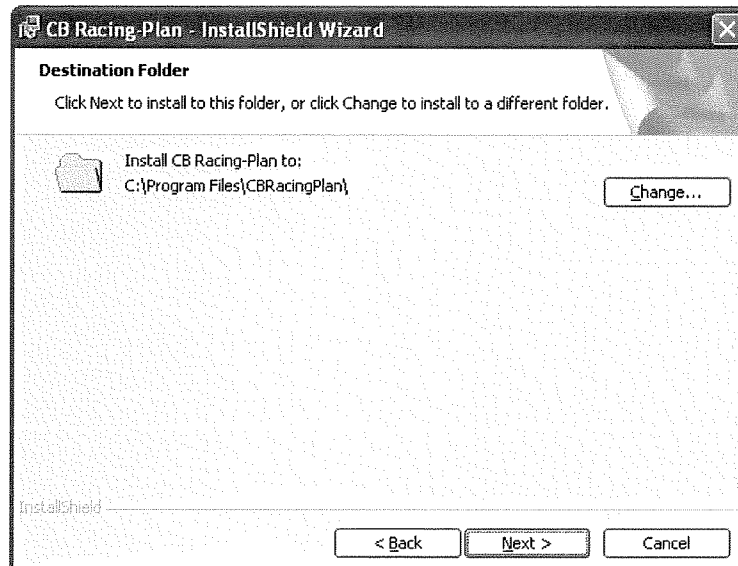 CB Racing-Plan - InstallShield Wizard
Destination Folder
Click Next to install to this folder, or click Change to install to a different folder.
Install CB Racing-Plan to:
C:\Program Files\CBRacingPlan\
Change...
InstallShield
< Back
Next >
Cancel